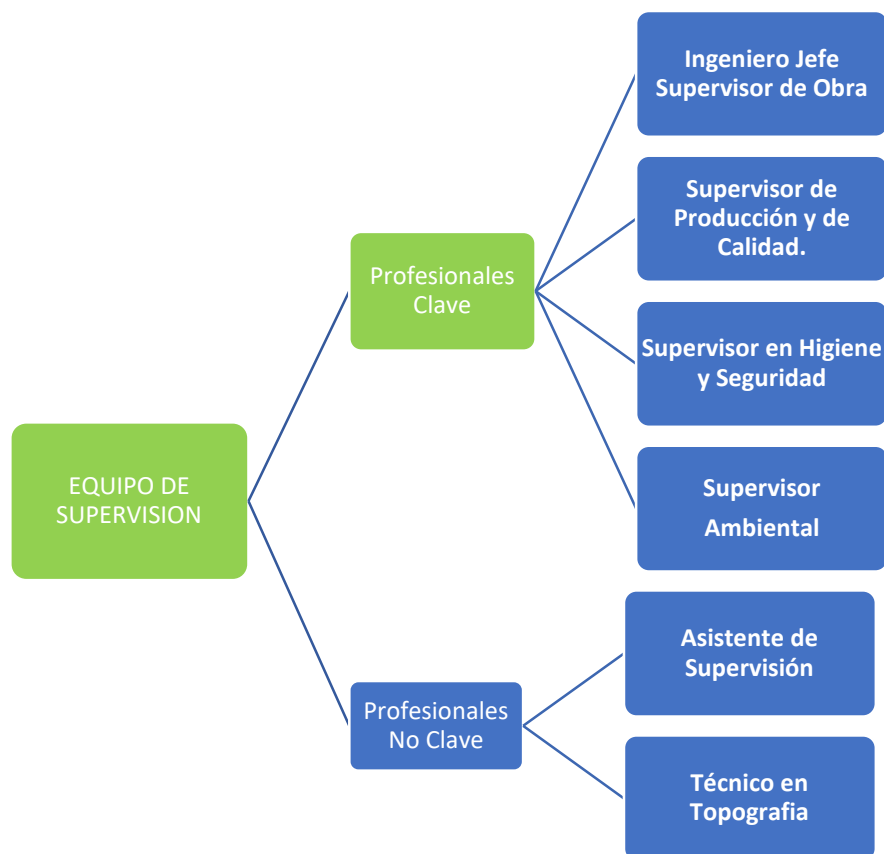 EQUIPO DE
SUPERVISION
Profesionales
Clave
Ingeniero Jefe
Supervisor de Obra
Supervisor de
Producción y de
Calidad.
Supervisor en Higiene
y Seguridad
Supervisor
Ambiental
Profesionales
No Clave
Asistente de
Supervisión
Técnico en
Topografia